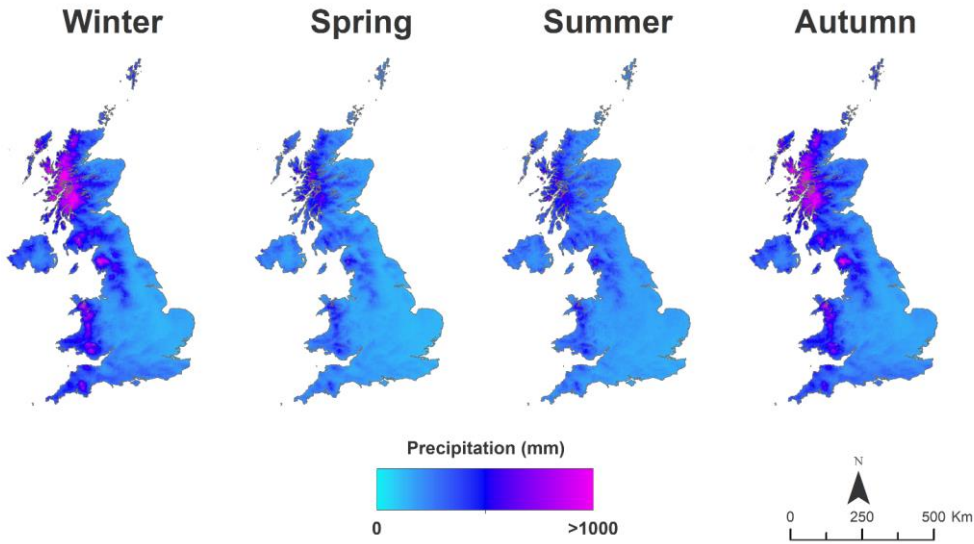 Winter Spring Summer Autumn
Precipitation (mm)
0 >1000
N
0 250 500 Km